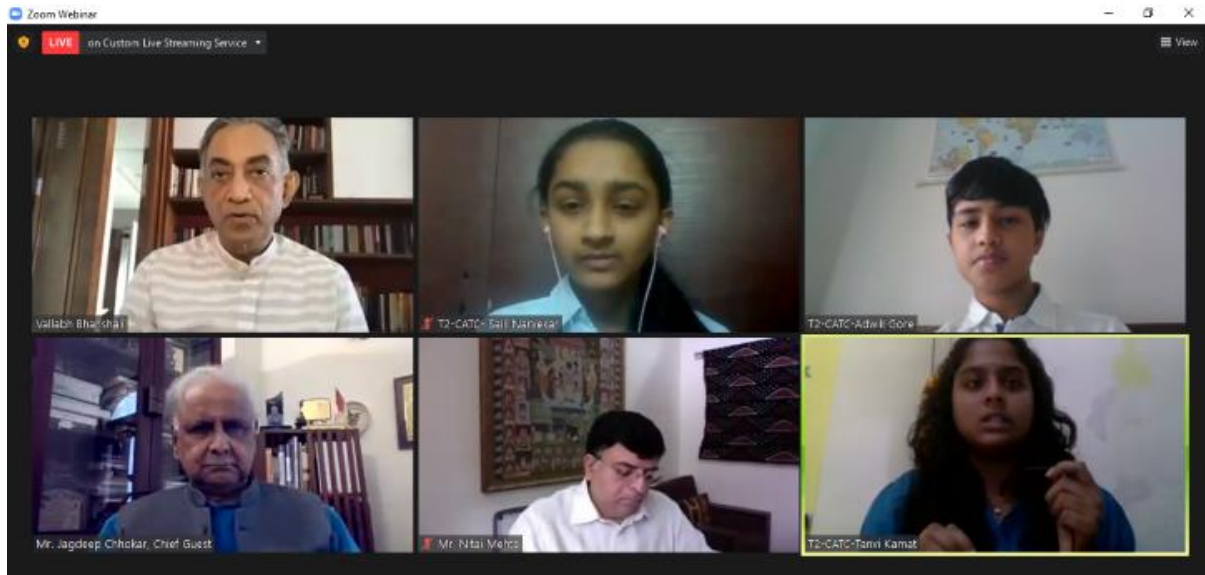 Zoom Webinar
LIVE on Custom Live Streaming Service
View
Vallabh Bhanshali
T2-CATC- Saili Narvekar
T2-CATC-Adwik Gore
Mr. Jagdeep Chhokar, Chief Guest
Mr. Nitai Mehta
T2-CATC-Tanvi Kamat